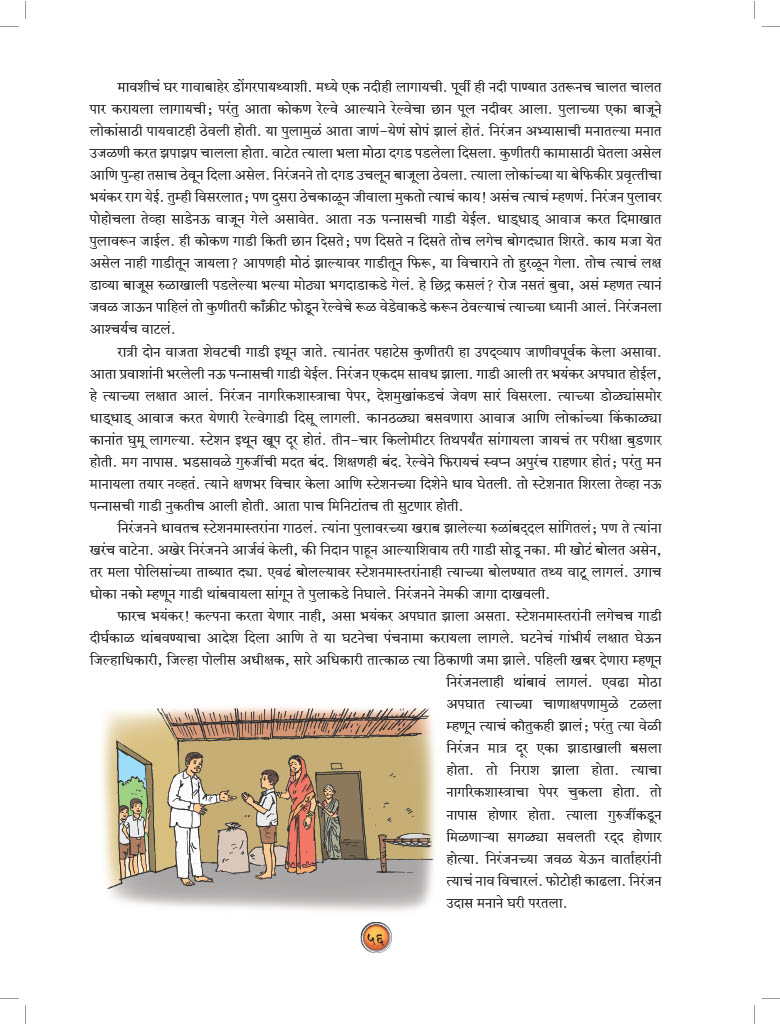 मावशीचं घर गावाबाहेर डोंगरपायथ्याशी. मध्ये एक नदीही लागायची. पूर्वी ही नदी पाण्यात उतरूनच चालत चालत
पार करायला लागायची; परंतु आता कोकण रेल्वे आल्याने रेल्वेचा छान पूल नदीवर आला. पुलाच्या एका बाजूने
लोकांसाठी पायवाटही ठेवली होती. या पुलामुळं आता जाणं-येणं सोपं झालं होतं. निरंजन अभ्यासाची मनातल्या मनात
उजळणी करत झपाझप चालला होता. वाटेत त्याला भला मोठा दगड पडलेला दिसला. कुणीतरी कामासाठी घेतला असेल
आणि पुन्हा तसाच ठेवून दिला असेल. निरंजनने तो दगड उचलून बाजूला ठेवला. त्याला लोकांच्या या बेफिकीर प्रवृत्तीचा
भयंकर राग येई. तुम्ही विसरलात; पण दुसरा ठेचकाळून जीवाला मुकतो त्याचं काय! असंच त्याचं म्हणणं. निरंजन पुलावर
पोहोचला तेव्हा साडेनऊ वाजून गेले असावेत. आता नऊ पन्नासची गाडी येईल. धाड्धाड् आवाज करत दिमाखात
पुलावरून जाईल. ही कोकण गाडी किती छान दिसते; पण दिसते न दिसते तोच लगेच बोगद्यात शिरते. काय मजा येत
असेल नाही गाडीतून जायला? आपणही मोठं झाल्यावर गाडीतून फिरू, या विचाराने तो हुरळून गेला. तोच त्याचं लक्ष
डाव्या बाजूस रुळाखाली पडलेल्या भल्या मोठ्या भगदाडाकडे गेलं. हे छिद्र कसलं? रोज नसतं बुवा, असं म्हणत त्यानं
जवळ जाऊन पाहिलं तो कुणीतरी काँक्रीट फोडून रेल्वेचे रूळ वेडेवाकडे करून ठेवल्याचं त्याच्या ध्यानी आलं. निरंजनला
आश्चर्यच वाटलं.
रात्री दोन वाजता शेवटची गाडी इथून जाते. त्यानंतर पहाटेस कुणीतरी हा उपद्व्याप जाणीवपूर्वक केला असावा.
आता प्रवाशांनी भरलेली नऊ पन्नासची गाडी येईल. निरंजन एकदम सावध झाला. गाडी आली तर भयंकर अपघात होईल,
हे त्याच्या लक्षात आलं. निरंजन नागरिकशास्त्राचा पेपर, देशमुखांकडचं जेवण सारं विसरला. त्याच्या डोळ्यांसमोर
धाड्धाड् आवाज करत येणारी रेल्वेगाडी दिसू लागली. कानठळ्या बसवणारा आवाज आणि लोकांच्या किंकाळ्या
कानांत घुमू लागल्या. स्टेशन इथून खूप दूर होतं. तीन-चार किलोमीटर तिथपर्यंत सांगायला जायचं तर परीक्षा बुडणार
होती. मग नापास. भडसावळे गुरुजींची मदत बंद. शिक्षणही बंद. रेल्वेने फिरायचं स्वप्न अपुरंच राहणार होतं; परंतु मन
मानायला तयार नव्हतं. त्याने क्षणभर विचार केला आणि स्टेशनच्या दिशेने धाव घेतली. तो स्टेशनात शिरला तेव्हा नऊ
पन्नासची गाडी नुकतीच आली होती. आता पाच मिनिटांतच ती सुटणार होती.
निरंजनने धावतच स्टेशनमास्तरांना गाठलं. त्यांना पुलावरच्या खराब झालेल्या रुळांबद्दल सांगितलं; पण ते त्यांना
खरंच वाटेना. अखेर निरंजनने आर्जवं केली, की निदान पाहून आल्याशिवाय तरी गाडी सोडू नका. मी खोटं बोलत असेन,
तर मला पोलिसांच्या ताब्यात द्या. एवढं बोलल्यावर स्टेशनमास्तरांनाही त्याच्या बोलण्यात तथ्य वाटू लागलं. उगाच
धोका नको म्हणून गाडी थांबवायला सांगून ते पुलाकडे निघाले. निरंजनने नेमकी जागा दाखवली.
फारच भयंकर! कल्पना करता येणार नाही, असा भयंकर अपघात झाला असता. स्टेशनमास्तरांनी लगेचच गाडी
दीर्घकाळ थांबवण्याचा आदेश दिला आणि ते या घटनेचा पंचनामा करायला लागले. घटनेचं गांभीर्य लक्षात घेऊन
जिल्हाधिकारी, जिल्हा पोलीस अधीक्षक, सारे अधिकारी तात्काळ त्या ठिकाणी जमा झाले. पहिली खबर देणारा म्हणून
निरंजनलाही थांबावं लागलं. एवढा मोठा
अपघात त्याच्या चाणाक्षपणामुळे टळला
म्हणून त्याचं कौतुकही झालं; परंतु त्या वेळी
निरंजन मात्र दूर एका झाडाखाली बसला
होता. तो निराश झाला होता. त्याचा
नागरिकशास्त्राचा पेपर चुकला होता. तो
नापास होणार होता. त्याला गुरुजींकडून
मिळणाऱ्या सगळ्या सवलती रद्द होणार
होत्या. निरंजनच्या जवळ येऊन वार्ताहरांनी
त्याचं नाव विचारलं. फोटोही काढला. निरंजन
उदास मनाने घरी परतला.
५६